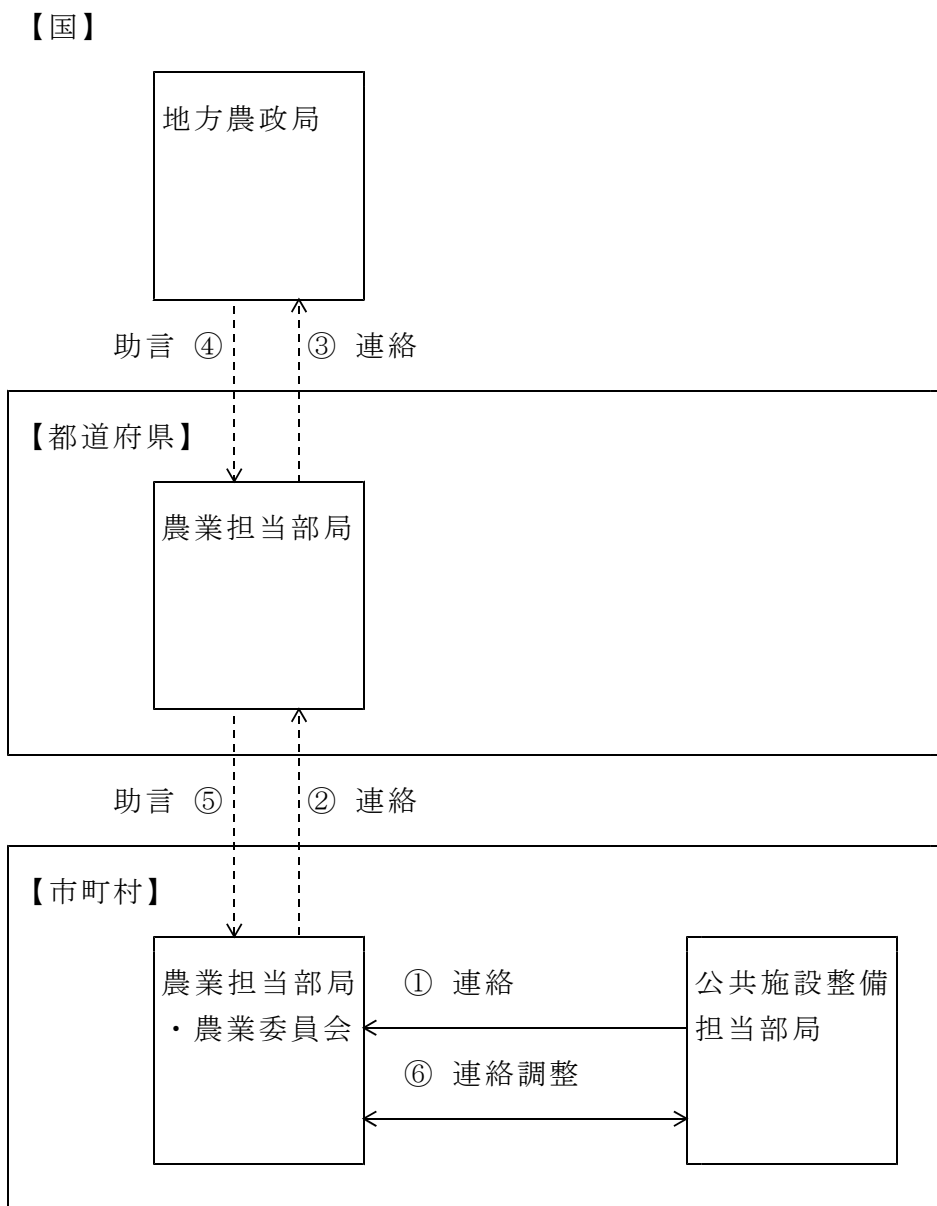 【国】
地方農政局
助言 ④
③ 連絡
【都道府県】
農業担当部局
助言 ⑤
② 連絡
【市町村】
農業担当部局
・農業委員会
① 連絡
⑥ 連絡調整
公共施設整備
担当部局